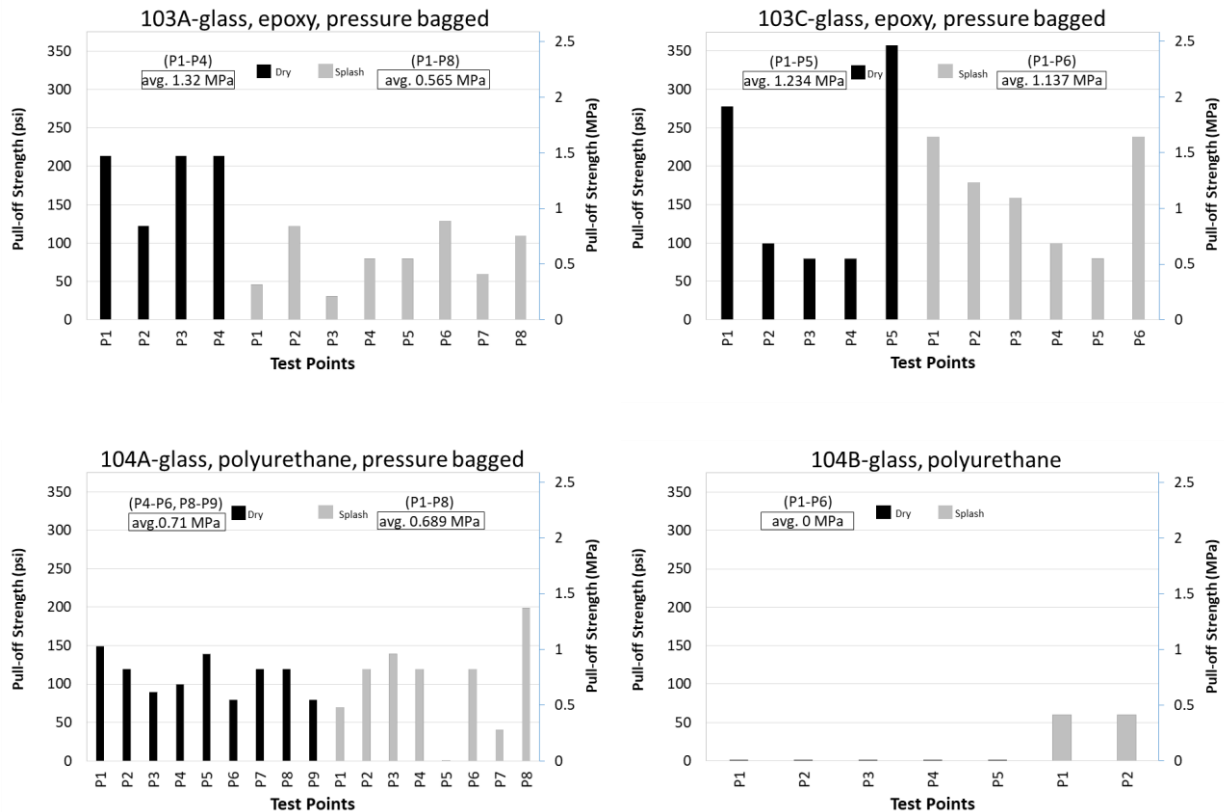 103A-glass, epoxy, pressure bagged
(P1-P4)
avg. 1.32 MPa
Dry
Splash
(P1-P8)
avg. 0.565 MPa
Pull-off Strength (psi)
350
300
250
200
150
100
50
0
Pull-off Strength (MPa)
2.5
2
1.5
1
0.5
0
P1 P2 P3 P4 P1 P2 P3 P4 P5 P6 P7 P8
Test Points
103C-glass, epoxy, pressure bagged
(P1-P5)
avg. 1.234 MPa
Dry
Splash
(P1-P6)
avg. 1.137 MPa
Pull-off Strength (psi)
350
300
250
200
150
100
50
0
Pull-off Strength (MPa)
2.5
2
1.5
1
0.5
0
P1 P2 P3 P4 P5 P1 P2 P3 P4 P5 P6
Test Points
104A-glass, polyurethane, pressure bagged
(P4-P6, P8-P9)
avg.0.71 MPa
Dry
Splash
(P1-P8)
avg. 0.689 MPa
Pull-off Strength (psi)
350
300
250
200
150
100
50
0
Pull-off Strength (MPa)
2.5
2
1.5
1
0.5
0
P1 P2 P3 P4 P5 P6 P7 P8 P9 P1 P2 P3 P4 P5 P6 P7 P8
Test Points
104B-glass, polyurethane
(P1-P6)
avg. 0 MPa
Dry
Splash
Pull-off Strength (psi)
350
300
250
200
150
100
50
0
Pull-off Strength (MPa)
2.5
2
1.5
1
0.5
0
P1 P2 P3 P4 P5 P1 P2
Test Points